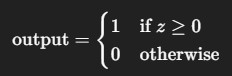 output = { 1 if z ≥ 0
0 otherwise